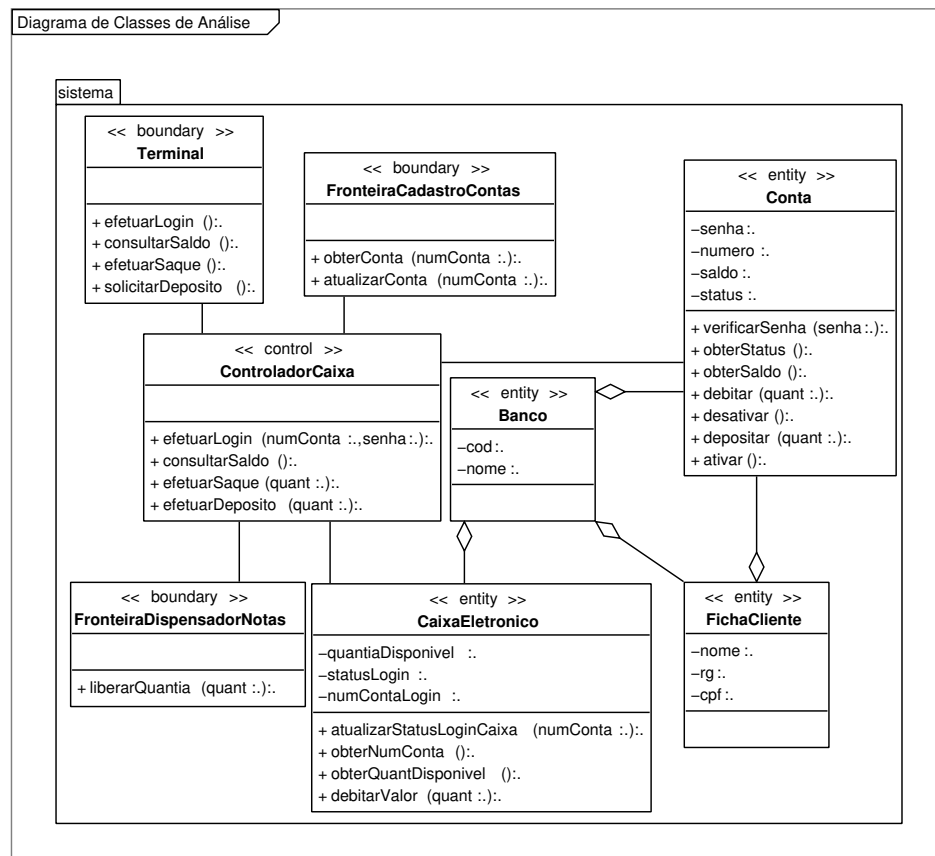 Diagrama de Classes de Análise
sistema
<< boundary >>
Terminal
+ efetuarLogin ():.
+ consultarSaldo ():.
+ efetuarSaque ():.
+ solicitarDeposito ():.
<< boundary >>
FronteiraCadastroContas
+ obterConta (numConta :.):.
+ atualizarConta (numConta :.):.
<< entity >>
Conta
−senha:.
−numero :.
−saldo :.
−status :.
+ verificarSenha (senha:.):.
+ obterStatus ():.
+ obterSaldo ():.
+ debitar (quant :.):.
+ desativar ():.
+ depositar (quant :.):.
+ ativar ():.
<< control >>
ControladorCaixa
+ efetuarLogin (numConta :.,senha:.):.
+ consultarSaldo ():.
+ efetuarSaque (quant :.):.
+ efetuarDeposito (quant :.):.
<< entity >>
Banco
−cod:.
−nome :.
<< boundary >>
FronteiraDispensadorNotas
+ liberarQuantia (quant :.):.
<< entity >>
CaixaEletronico
−quantiaDisponivel :.
−statusLogin :.
−numContaLogin :.
+ atualizarStatusLoginCaixa (numConta :.):.
+ obterNumConta ():.
+ obterQuantDisponivel ():.
+ debitarValor (quant :.):.
<< entity >>
FichaCliente
−nome :.
−rg :.
−cpf :.